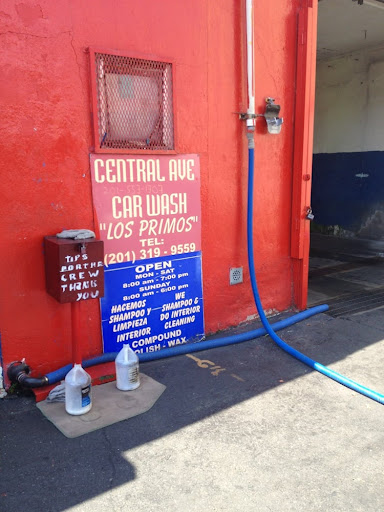 CENTRAL AVE
CAR WASH
"LOS PRIMOS"
TEL:
(201) 319 - 9559
OPEN
MON - SAT
8:00 am - 7:00 pm
SUNDAY
8:00 am - 6:00 pm
HACEMOS
SHAMPOO Y
LIMPIEZA
INTERIOR
WE
SHAMPOO &
DO INTERIOR
CLEANING
COMPOUND
POLISH - WAX
TIPS
FOR THE
CREW
THANK
YOU